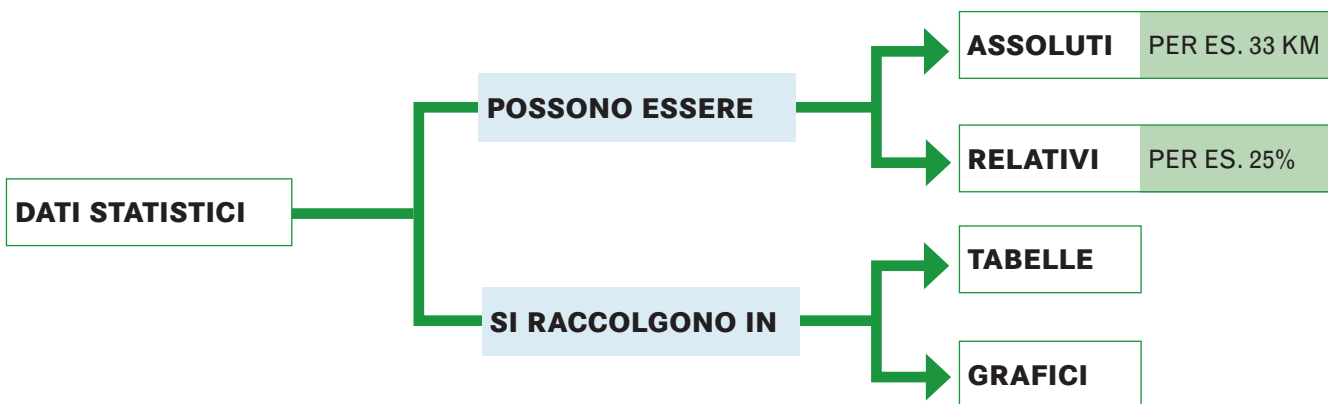 DATI STATISTICI
POSSONO ESSERE
ASSOLUTI PER ES. 33 KM
RELATIVI PER ES. 25%
SI RACCOLGONO IN
TABELLE
GRAFICI